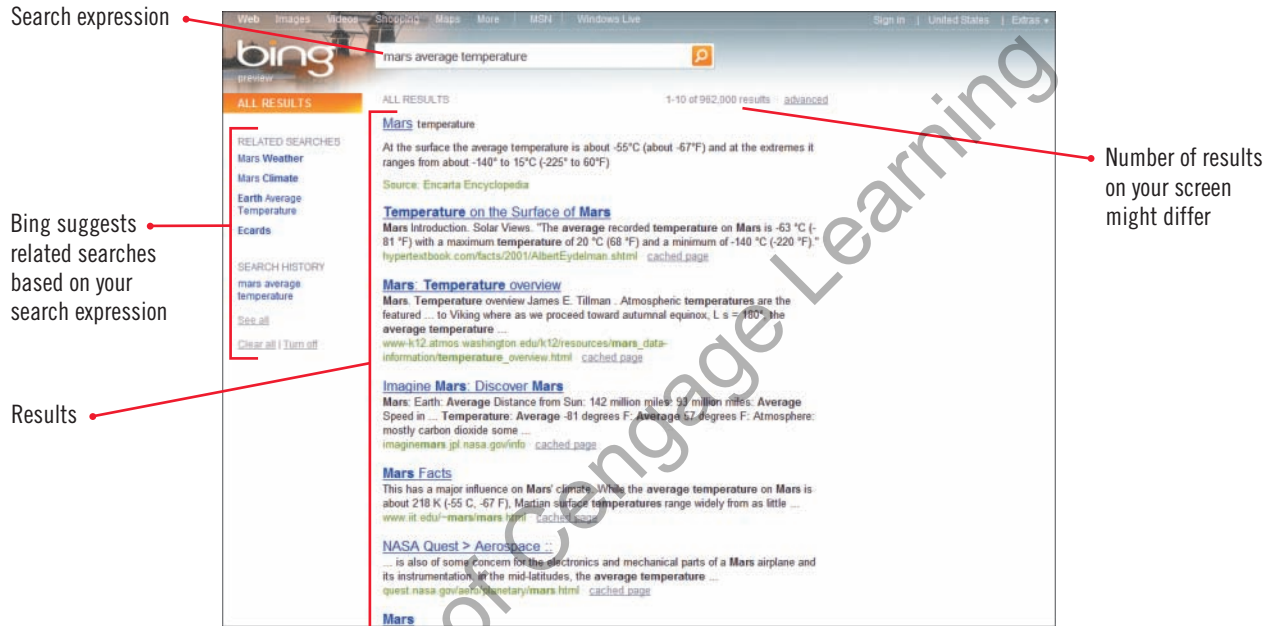 Search expression
Web Images Videos Shopping Maps More | MSN | Windows Live
Sign in | United States | Extras
bing
preview
mars average temperature
ALL RESULTS
ALL RESULTS
1-10 of 962,000 results · advanced
RELATED SEARCHES
Mars Weather
Mars Climate
Earth Average
Temperature
Ecards
SEARCH HISTORY
mars average
temperature
See all
Clear all | Turn off
Mars temperature
At the surface the average temperature is about -55°C (about -67°F) and at the extremes it
ranges from about -140° to 15°C (-225° to 60°F)
Source: Encarta Encyclopedia
Temperature on the Surface of Mars
Mars Introduction. Solar Views. "The average recorded temperature on Mars is -63 °C (-
81 °F) with a maximum temperature of 20 °C (68 °F) and a minimum of -140 °C (-220 °F)."
hypertextbook.com/facts/2001/AlbertEydelman.shtml · cached page
Mars: Temperature overview
Mars. Temperature overview James E. Tillman . Atmospheric temperatures are the
featured ... to Viking where as we proceed toward autumnal equinox, L s = 180°, the
average temperature ...
www-k12.atmos.washington.edu/k12/resources/mars_data-
information/temperature_overview.html · cached page
Imagine Mars: Discover Mars
Mars: Earth: Average Distance from Sun: 142 million miles: 93 million miles: Average
Speed in ... Temperature: Average -81 degrees F: Average 57 degrees F: Atmosphere:
mostly carbon dioxide some ...
imaginemars.jpl.nasa.gov/info · cached page
Mars Facts
This has a major influence on Mars' climate. While the average temperature on Mars is
about 218 K (-55 C, -67 F), Martian surface temperatures range widely from as little ...
www.iit.edu/~mars/mars.html · cached page
NASA Quest > Aerospace ::
... is also of some concern for the electronics and mechanical parts of a Mars airplane and
its instrumentation. In the mid-latitudes, the average temperature ...
quest.nasa.gov/aero/planetary/mars.html · cached page
Mars
Bing suggests
related searches
based on your
search expression
Results
Number of results
on your screen
might differ
of Cengage Learning